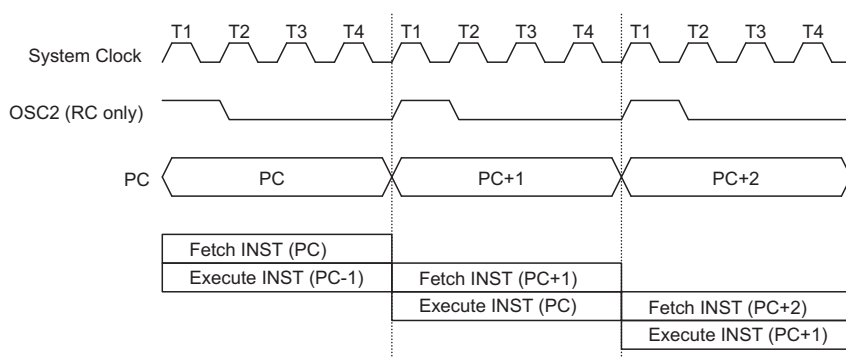 T1 T2 T3 T4 T1 T2 T3 T4 T1 T2 T3 T4
System Clock
OSC2 (RC only)
PC PC PC+1 PC+2
Fetch INST (PC)
Execute INST (PC-1) Fetch INST (PC+1)
Execute INST (PC) Fetch INST (PC+2)
Execute INST (PC+1)